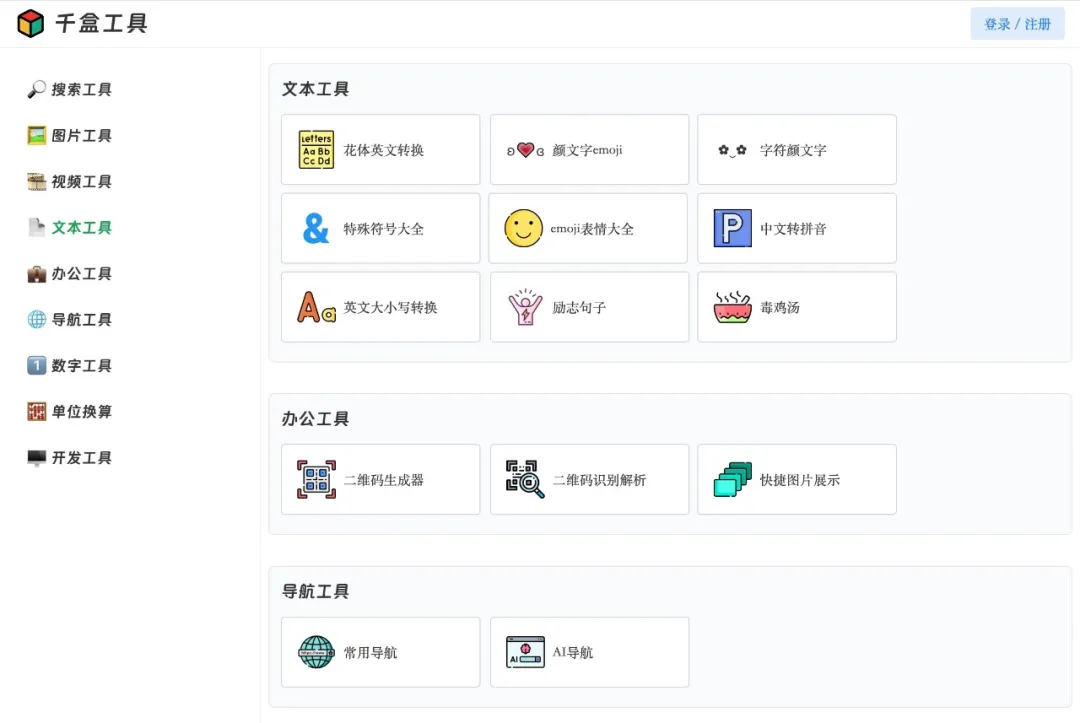 千盒工具
登录 / 注册
搜索工具
图片工具
视频工具
文本工具
办公工具
导航工具
数字工具
单位换算
开发工具
文本工具
Letters
Aa Bb
Cc Dd
花体英文转换
颜文字emoji
字符颜文字
&
特殊符号大全
emoji表情大全
P
中文转拼音
Aa
英文大小写转换
励志句子
毒鸡汤
办公工具
二维码生成器
二维码识别解析
快捷图片展示
导航工具
常用导航
AI
AI导航